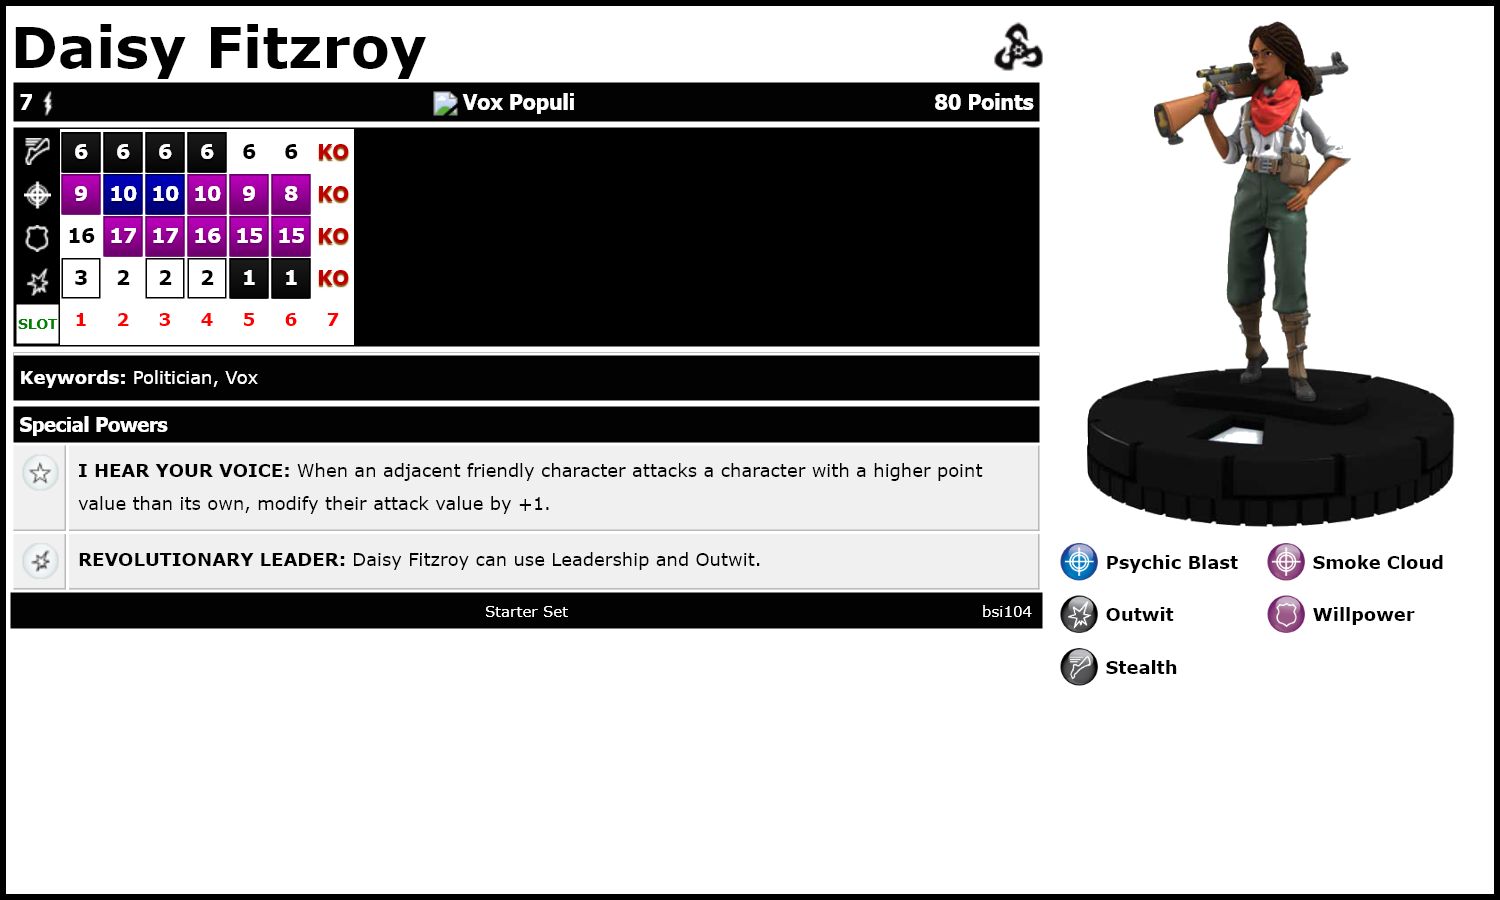 Daisy Fitzroy
7 Vox Populi 80 Points
6 6 6 6 6 6 KO
9 10 10 10 9 8 KO
16 17 17 16 15 15 KO
3 2 2 2 1 1 KO
SLOT 1 2 3 4 5 6 7
Keywords: Politician, Vox
Special Powers
I HEAR YOUR VOICE: When an adjacent friendly character attacks a character with a higher point
value than its own, modify their attack value by +1.
REVOLUTIONARY LEADER: Daisy Fitzroy can use Leadership and Outwit.
Starter Set bsi104
Psychic Blast Smoke Cloud
Outwit Willpower
Stealth